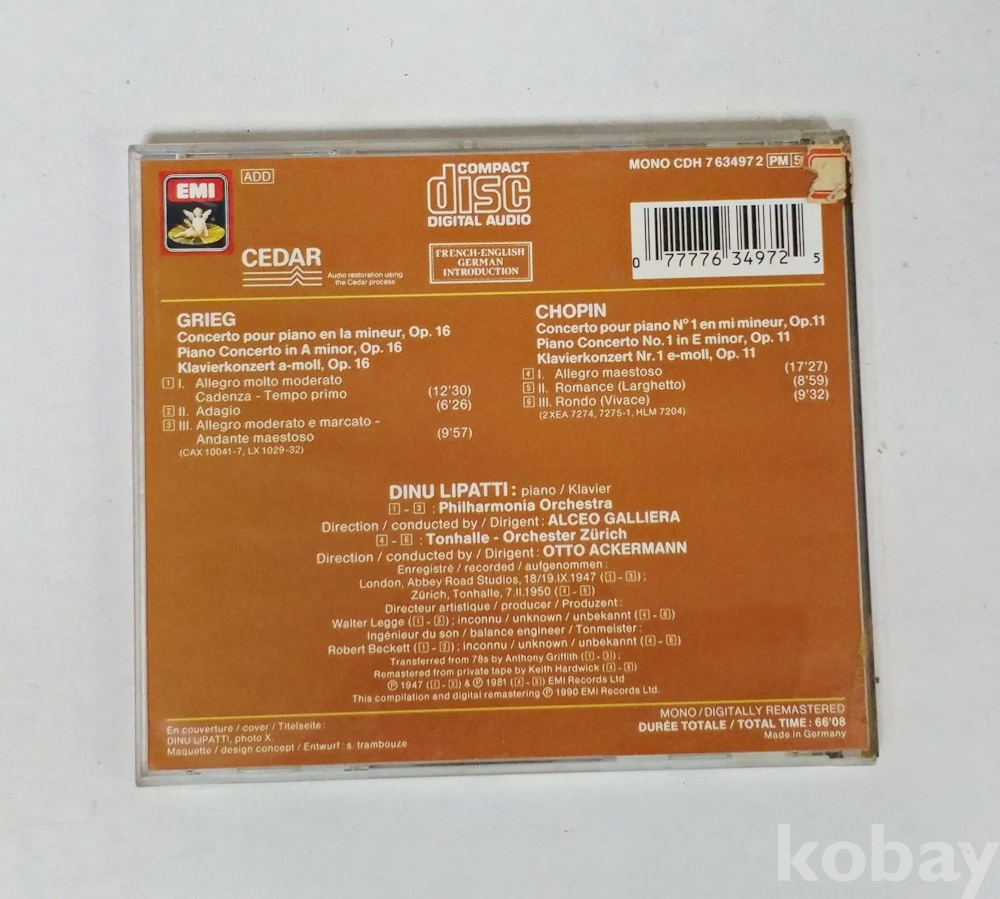 EMI
ADD
COMPACT
disc
DIGITAL AUDIO
MONO CDH 7 63497 2 PM 5
CEDAR
Audio restoration using
the Cedar process
FRENCH-ENGLISH
GERMAN
INTRODUCTION
0 77776 34972 5
GRIEG
Concerto pour piano en la mineur, Op. 16
Piano Concerto in A minor, Op. 16
Klavierkonzert a-moll, Op. 16
1 I. Allegro molto moderato
Cadenza - Tempo primo (12'30)
2 II. Adagio (6'26)
3 III. Allegro moderato e marcato -
Andante maestoso (9'57)
(CAX 10041-7, LX 1029-32)
CHOPIN
Concerto pour piano N° 1 en mi mineur, Op. 11
Piano Concerto No. 1 in E minor, Op. 11
Klavierkonzert Nr. 1 e-moll, Op. 11
4 I. Allegro maestoso (17'27)
5 II. Romance (Larghetto) (8'59)
6 III. Rondo (Vivace) (9'32)
(2 XEA 7274, 7275-1, HLM 7204)
DINU LIPATTI : piano / Klavier
1 - 3 : Philharmonia Orchestra
Direction / conducted by / Dirigent : ALCEO GALLIERA
4 - 6 : Tonhalle - Orchester Zürich
Direction / conducted by / Dirigent : OTTO ACKERMANN
Enregistré / recorded / aufgenommen :
London, Abbey Road Studios, 18/19.IX.1947 (1 - 3) ;
Zürich, Tonhalle, 7.II.1950 (4 - 6)
Directeur artistique / producer / Produzent :
Walter Legge (1 - 3) ; inconnu / unknown / unbekannt (4 - 6)
Ingénieur du son / balance engineer / Tonmeister :
Robert Beckett (1 - 3) ; inconnu / unknown / unbekannt (4 - 6)
Transferred from 78s by Anthony Griffith (1 - 3) ;
Remastered from private tape by Keith Hardwick (4 - 6)
℗ 1947 (1 - 3) & ℗ 1981 (4 - 6) EMI Records Ltd
This compilation and digital remastering ℗ 1990 EMI Records Ltd.
En couverture / cover / Titelseite :
DINU LIPATTI, photo X.
Maquette / design concept / Entwurf : s. trambouze
MONO / DIGITALLY REMASTERED
DURÉE TOTALE / TOTAL TIME : 66'08
Made in Germany
kobay